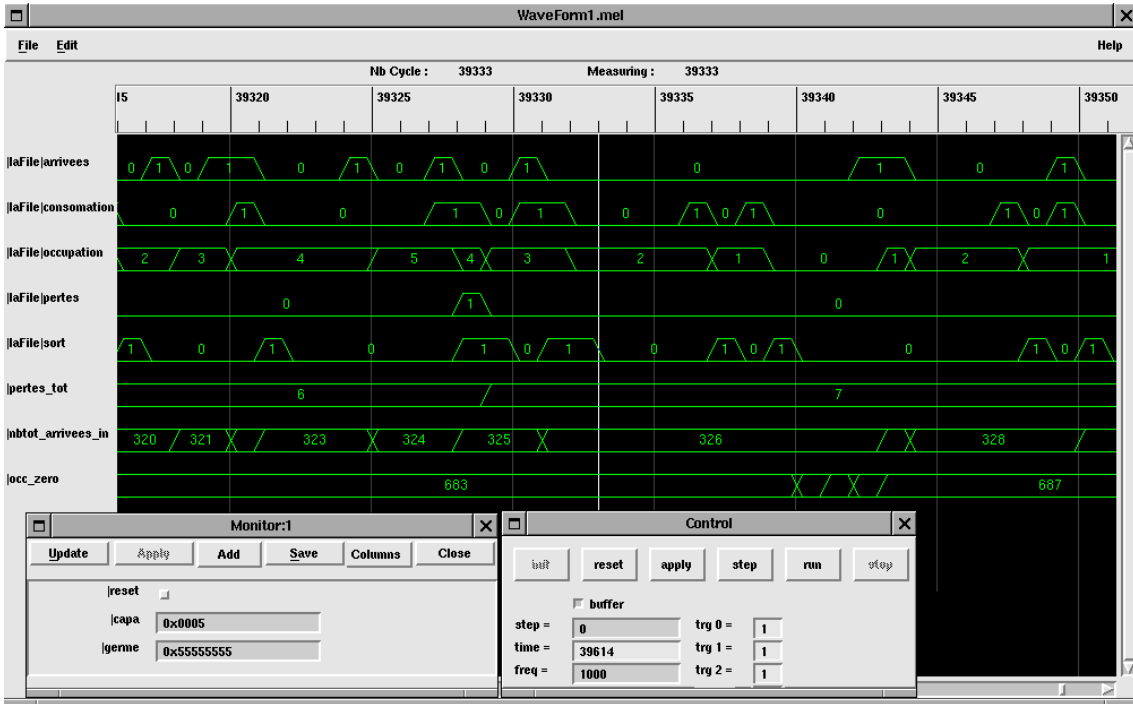 WaveForm1.mel
File Edit Help
Nb Cycle : 39333 Measuring : 39333
I5 39320 39325 39330 39335 39340 39345 39350
|laFile|arrivees 0 1 0 1 0 1 0 1 0 1 0 1 0 1
|laFile|consomation 0 1 0 1 0 1 0 1 0 1 0 1 0 1
|laFile|occupation 2 3 4 5 4 3 2 1 0 1 2 1
|laFile|pertes 0 1 0
|laFile|sort 1 0 1 0 1 0 1 0 1 0 1 0 1 0 1
|pertes_tot 6 7
|nbtot_arrivees_in 320 321 323 324 325 326 328
|occ_zero 683 687
Monitor:1
Update Apply Add Save Columns Close
|reset
|capa 0x0005
|germe 0x55555555
Control
init reset apply step run stop
buffer
step = 0 trg 0 = 1
time = 39614 trg 1 = 1
freq = 1000 trg 2 = 1